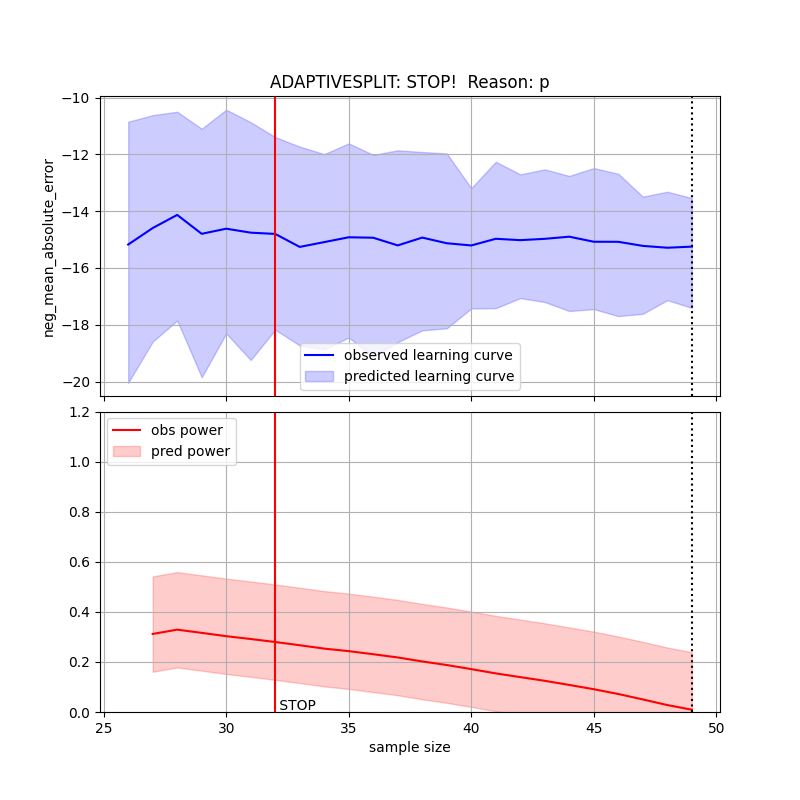 ADAPTIVESPLIT: STOP!  Reason: p
neg_mean_absolute_error
−10
−12
−14
−16
−18
−20
observed learning curve
predicted learning curve
1.2
1.0
0.8
0.6
0.4
0.2
0.0
obs power
pred power
STOP
25
30
35
40
45
50
sample size